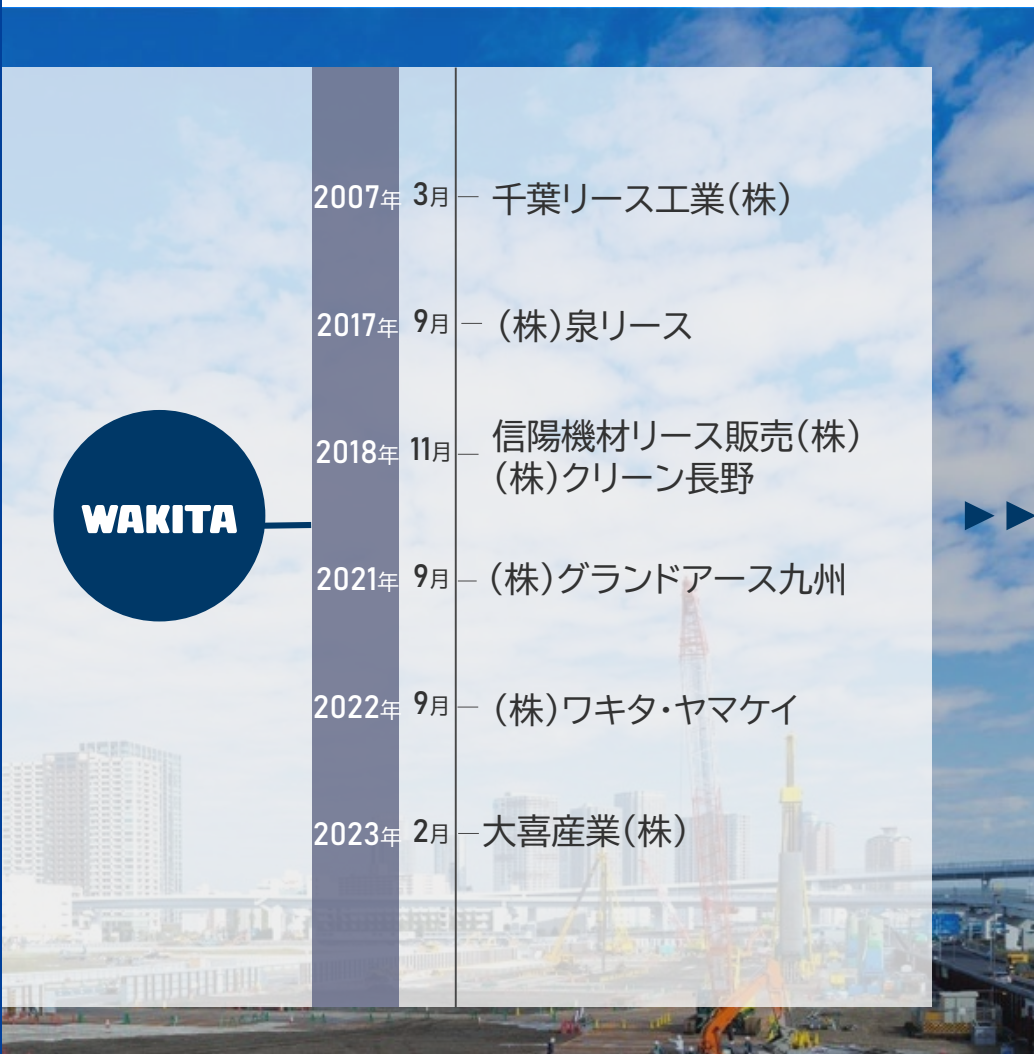 2007年 3月 千葉リース工業(株)
2017年 9月 (株)泉リース
2018年 11月 信陽機材リース販売(株)
(株)クリーン長野
WAKITA
2021年 9月 (株)グランドアース九州
2022年 9月 (株)ワキタ・ヤマケイ
2023年 2月 大喜産業(株)